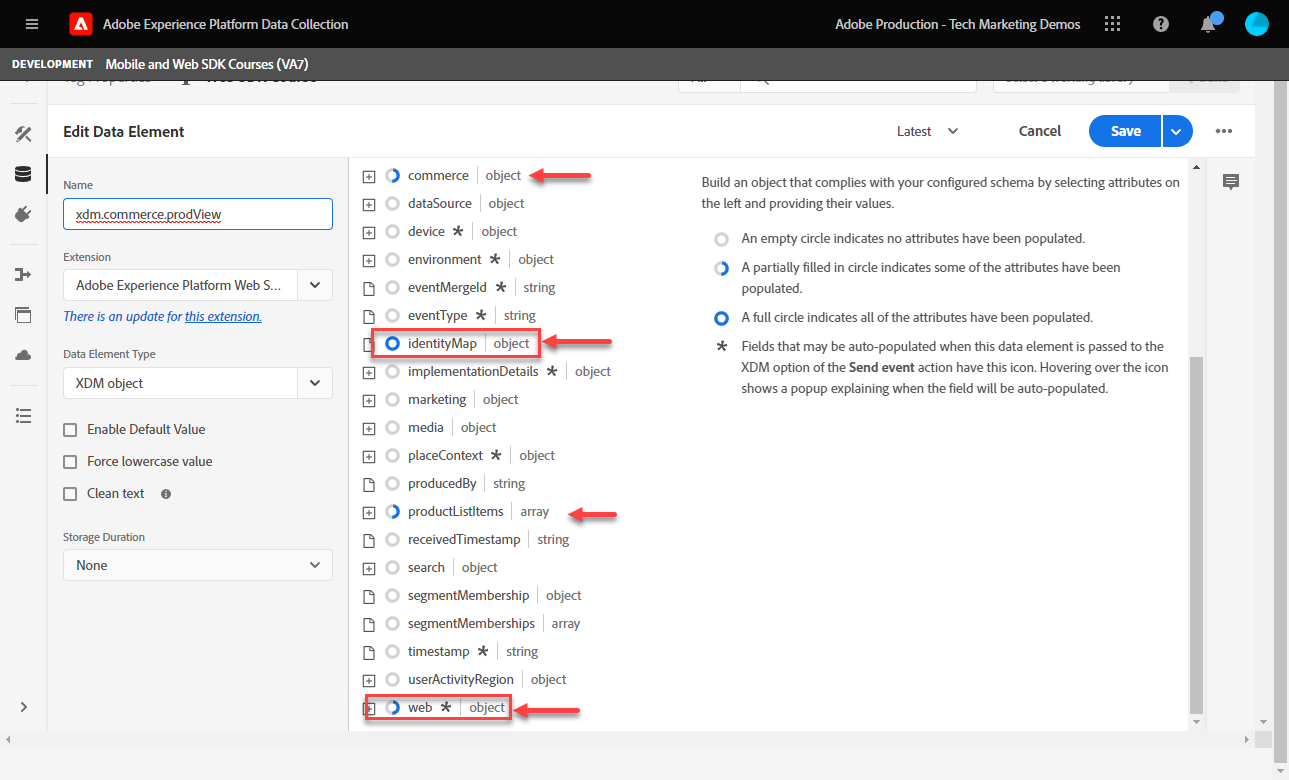 Adobe Experience Platform Data Collection
Adobe Production - Tech Marketing Demos
DEVELOPMENT Mobile and Web SDK Courses (VA7)
Edit Data Element
Latest
Cancel
Save
Name
xdm.commerce.prodView
Extension
Adobe Experience Platform Web S...
There is an update for this extension.
Data Element Type
XDM object
Enable Default Value
Force lowercase value
Clean text
Storage Duration
None
commerce object
dataSource object
device * object
environment * object
eventMergeId * string
eventType * string
identityMap object
implementationDetails * object
marketing object
media object
placeContext * object
producedBy string
productListItems array
receivedTimestamp string
search object
segmentMembership object
segmentMemberships array
timestamp * string
userActivityRegion object
web * object
Build an object that complies with your configured schema by selecting attributes on
the left and providing their values.
An empty circle indicates no attributes have been populated.
A partially filled in circle indicates some of the attributes have been
populated.
A full circle indicates all of the attributes have been populated.
* Fields that may be auto-populated when this data element is passed to the
XDM option of the Send event action have this icon. Hovering over the icon
shows a popup explaining when the field will be auto-populated.